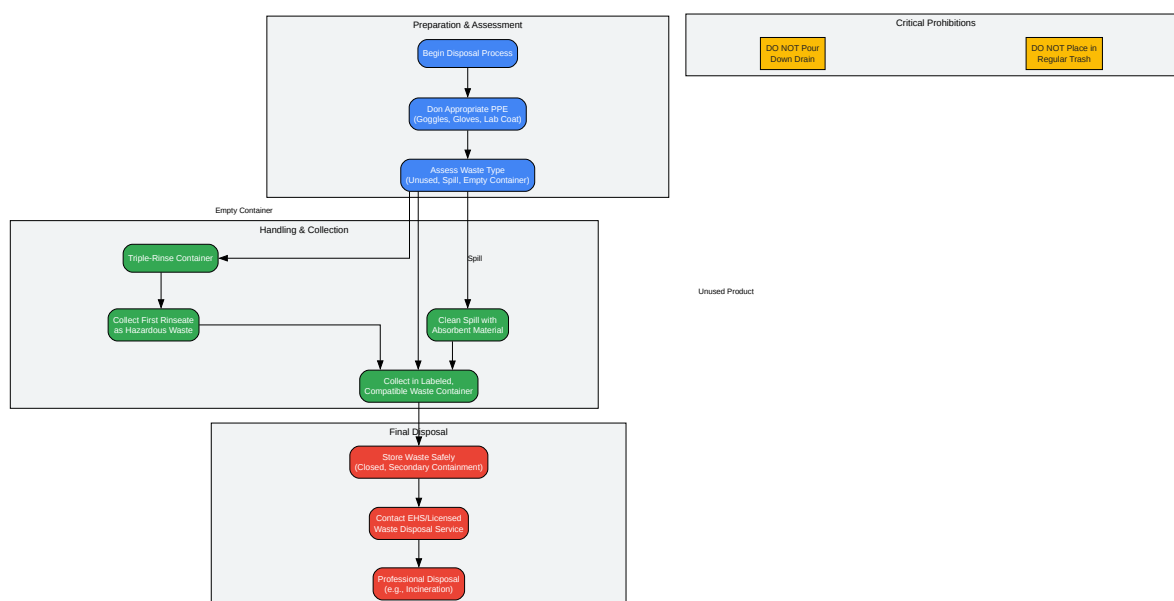 Preparation & Assessment
Begin Disposal Process
Don Appropriate PPE
(Goggles, Gloves, Lab Coat)
Assess Waste Type
(Unused, Spill, Empty Container)
Critical Prohibitions
DO NOT Pour
Down Drain
DO NOT Place in
Regular Trash
Empty Container
Handling & Collection
Triple-Rinse Container
Spill
Unused Product
Collect First Rinseate
as Hazardous Waste
Clean Spill with
Absorbent Material
Collect in Labeled,
Compatible Waste Container
Final Disposal
Store Waste Safely
(Closed, Secondary Containment)
Contact EHS/Licensed
Waste Disposal Service
Professional Disposal
(e.g., Incineration)